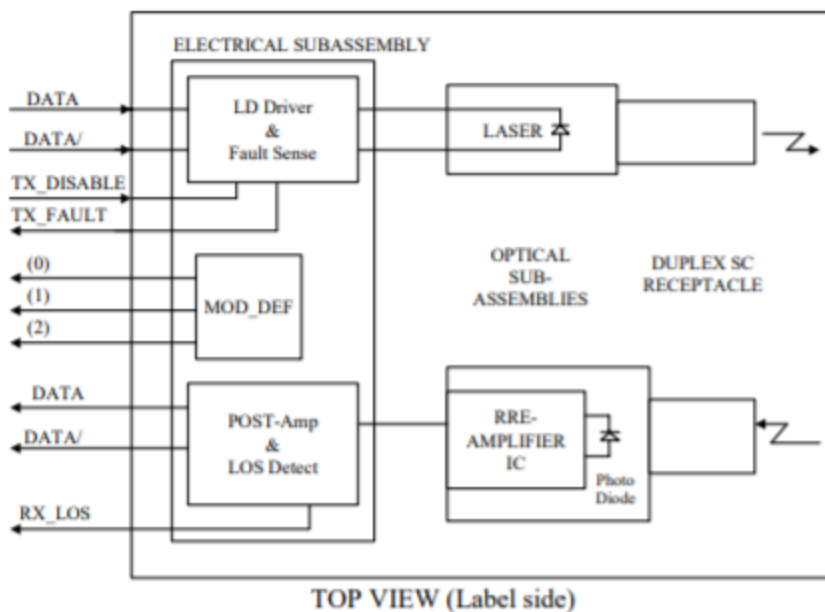 ELECTRICAL SUBASSEMBLY
DATA
DATA/
TX_DISABLE
TX_FAULT
LD Driver
&
Fault Sense
LASER
(0)
(1)
(2)
MOD_DEF
OPTICAL
SUB-
ASSEMBLIES
DUPLEX SC
RECEPTACLE
DATA
DATA/
RX_LOS
POST-Amp
&
LOS Detect
RRE-
AMPLIFIER
IC
Photo
Diode
TOP VIEW (Label side)